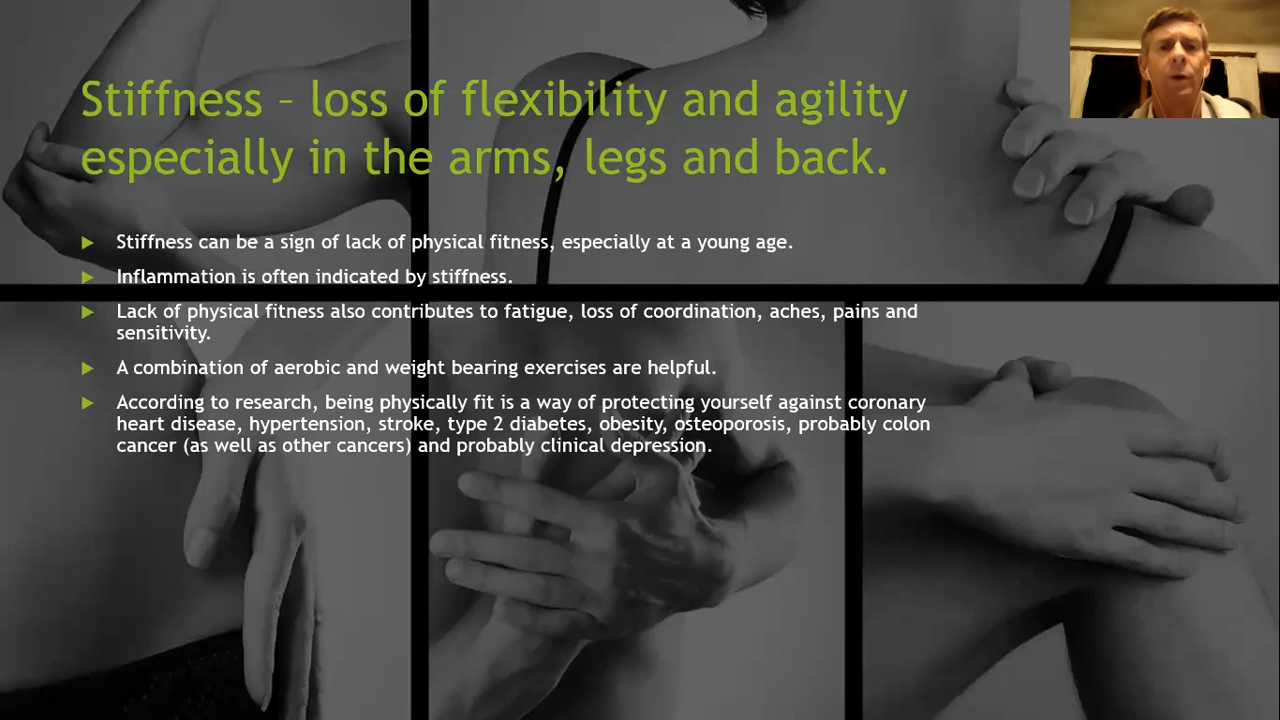 Stiffness – loss of flexibility and agility
especially in the arms, legs and back.
Stiffness can be a sign of lack of physical fitness, especially at a young age.
Inflammation is often indicated by stiffness.
Lack of physical fitness also contributes to fatigue, loss of coordination, aches, pains and
sensitivity.
A combination of aerobic and weight bearing exercises are helpful.
According to research, being physically fit is a way of protecting yourself against coronary
heart disease, hypertension, stroke, type 2 diabetes, obesity, osteoporosis, probably colon
cancer (as well as other cancers) and probably clinical depression.